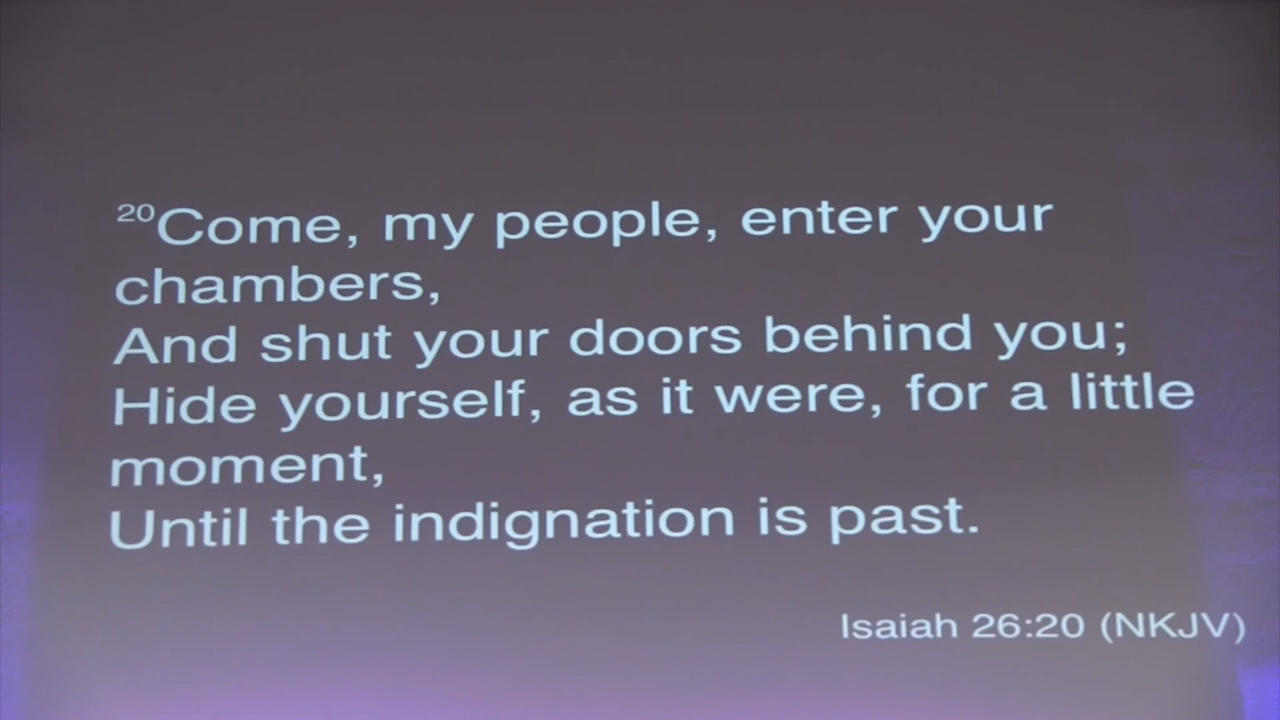 20Come, my people, enter your
chambers,
And shut your doors behind you;
Hide yourself, as it were, for a little
moment,
Until the indignation is past.
Isaiah 26:20 (NKJV)